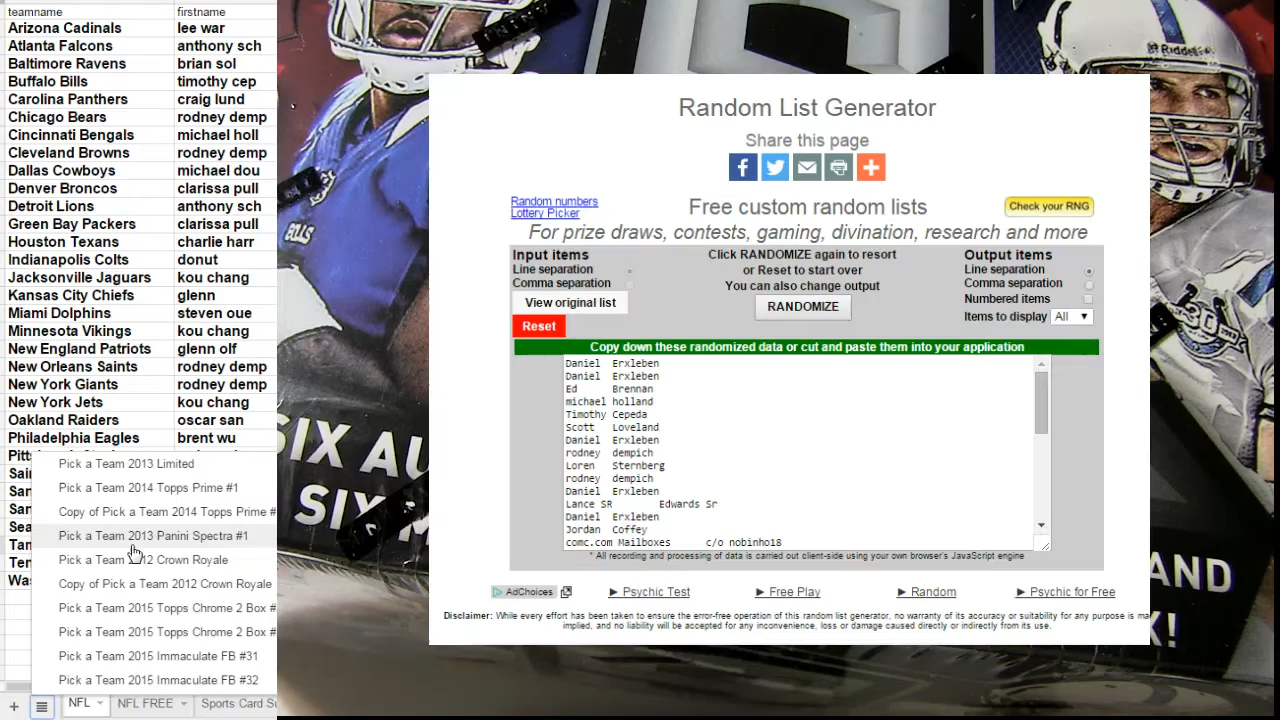 teamname firstname
Arizona Cadinals lee war
Atlanta Falcons anthony sch
Baltimore Ravens brian sol
Buffalo Bills timothy cep
Carolina Panthers craig lund
Chicago Bears rodney demp
Cincinnati Bengals michael holl
Cleveland Browns rodney demp
Dallas Cowboys michael dou
Denver Broncos clarissa pull
Detroit Lions anthony sch
Green Bay Packers clarissa pull
Houston Texans charlie harr
Indianapolis Colts donut
Jacksonville Jaguars kou chang
Kansas City Chiefs glenn
Miami Dolphins steven oue
Minnesota Vikings kou chang
New England Patriots glenn olf
New Orleans Saints rodney demp
New York Giants rodney demp
New York Jets kou chang
Oakland Raiders oscar san
Philadelphia Eagles brent wu
Pick a Team 2013 Limited
Pick a Team 2014 Topps Prime #1
Copy of Pick a Team 2014 Topps Prime #
Pick a Team 2013 Panini Spectra #1
Pick a Team 2012 Crown Royale
Copy of Pick a Team 2012 Crown Royale
Pick a Team 2015 Topps Chrome 2 Box #
Pick a Team 2015 Topps Chrome 2 Box #
Pick a Team 2015 Immaculate FB #31
Pick a Team 2015 Immaculate FB #32
NFL NFL FREE Sports Card Su
Random List Generator
Share this page
Random numbers
Lottery Picker
Free custom random lists
Check your RNG
For prize draws, contests, gaming, divination, research and more
Input items
Line separation
Comma separation
View original list
Reset
Click RANDOMIZE again to resort
or Reset to start over
You can also change output
RANDOMIZE
Output items
Line separation
Comma separation
Numbered items
Items to display All
Copy down these randomized data or cut and paste them into your application
Daniel Erxleben
Daniel Erxleben
Ed Brennan
michael holland
Timothy Cepeda
Scott Loveland
Daniel Erxleben
rodney dempich
Loren Sternberg
rodney dempich
Daniel Erxleben
Lance SR Edwards Sr
Daniel Erxleben
Jordan Coffey
comc.com Mailboxes c/o nobinho18
* All recording and processing of data is carried out client-side using your own browser's JavaScript engine
AdChoices
► Psychic Test
► Free Play
► Random
► Psychic for Free
Disclaimer: While every effort has been taken to ensure the error-free operation of this random list generator, no warranty of its accuracy or suitability for any purpose is ma
implied, and no liability will be accepted for any inconvenience, loss or damage caused directly or indirectly from its use.
BILLS
Riddell
30
SIX AU
SIX M
AND
K!